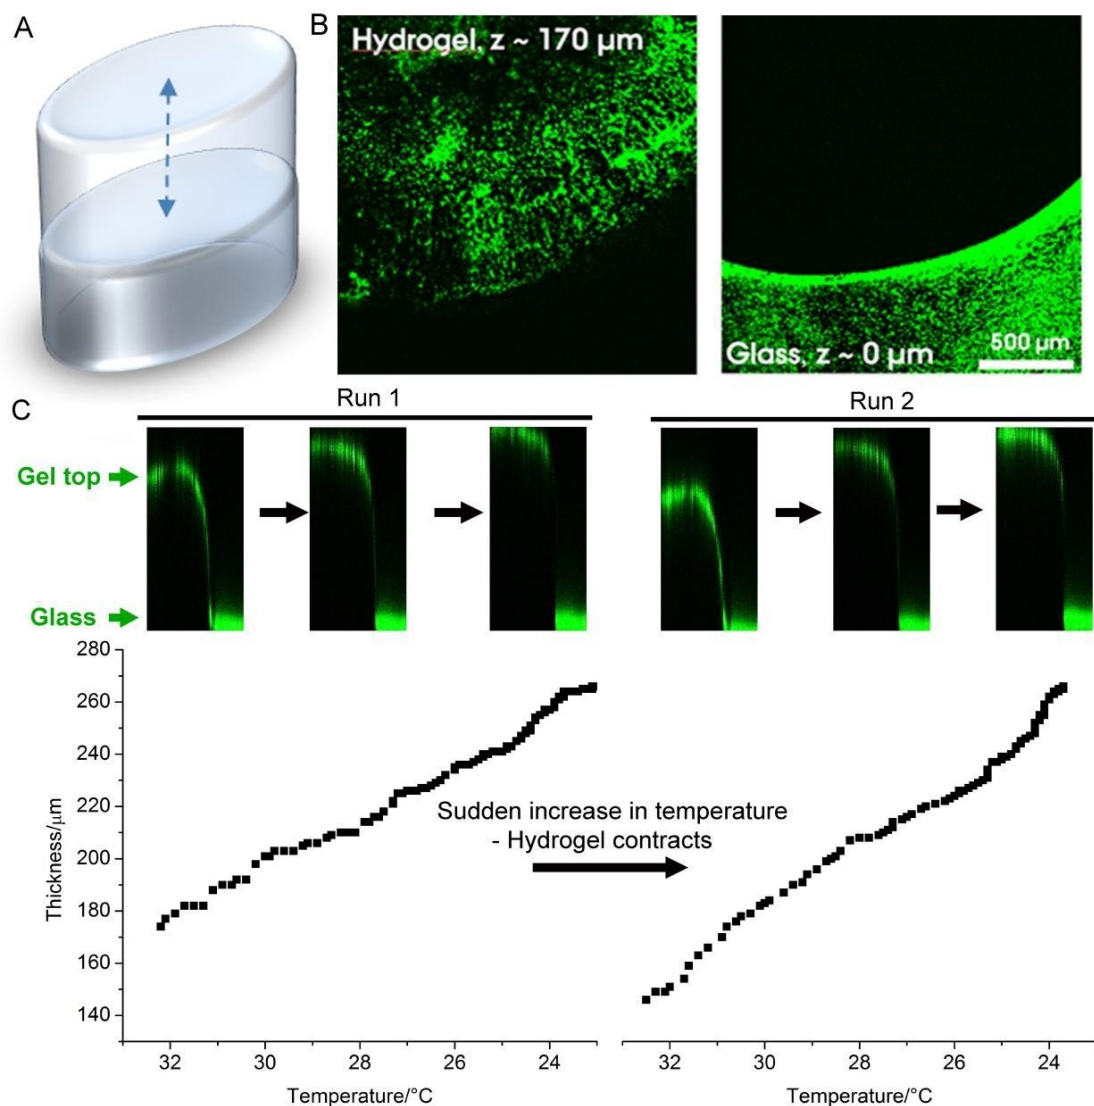 A
B
Hydrogel, z ~ 170 µm
Glass, z ~ 0 µm
500 µm
C
Run 1
Run 2
Gel top
Glass
280
260
240
220
200
180
160
140
Thickness/µm
Sudden increase in temperature
- Hydrogel contracts
32
30
28
26
24
32
30
28
26
24
Temperature/°C
Temperature/°C